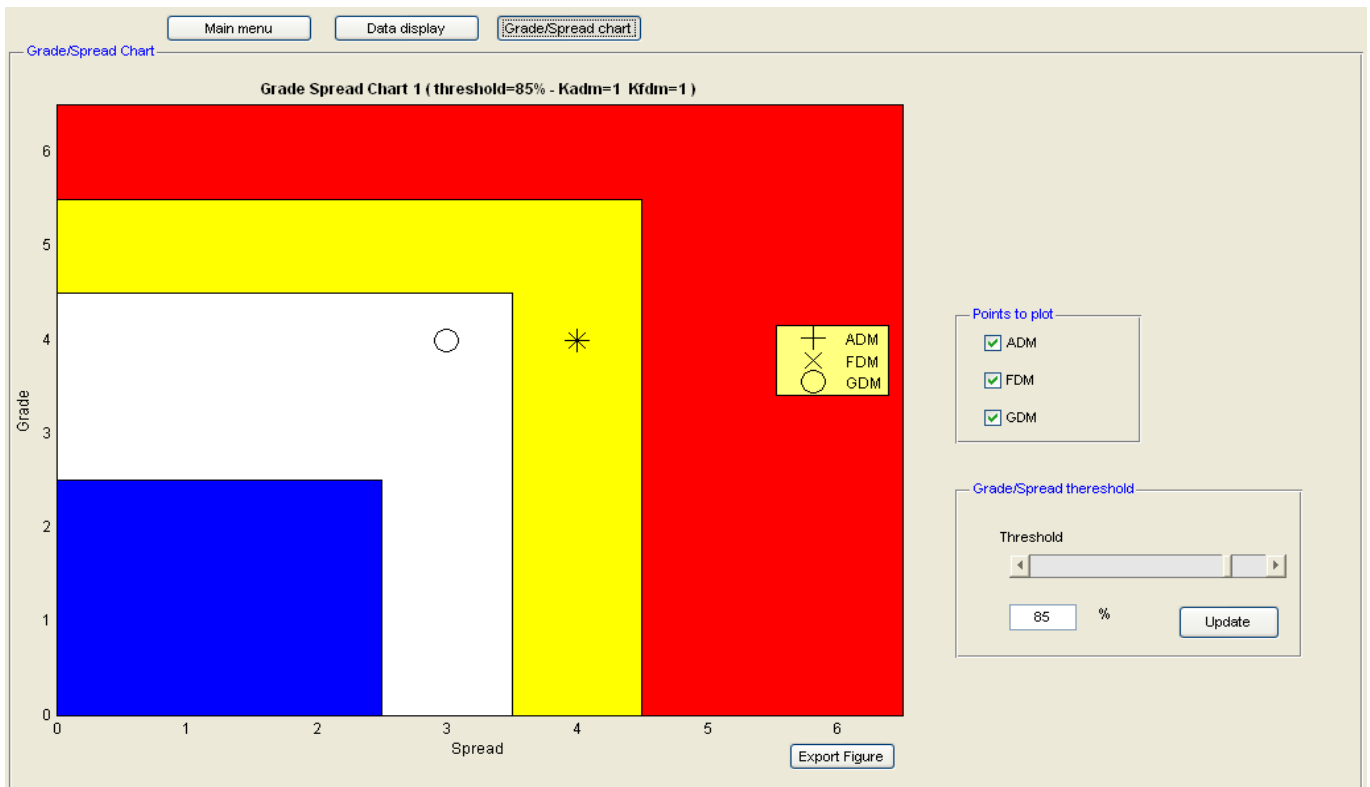 Main menu
Data display
Grade/Spread chart
Grade/Spread Chart
Grade Spread Chart 1 ( threshold=85% - Kadm=1 Kfdm=1 )
6
5
4
3
2
1
0
Grade
0 1 2 3 4 5 6
Spread
ADM
FDM
GDM
Export Figure
Points to plot
ADM
FDM
GDM
Grade/Spread thereshold
Threshold
85 %
Update